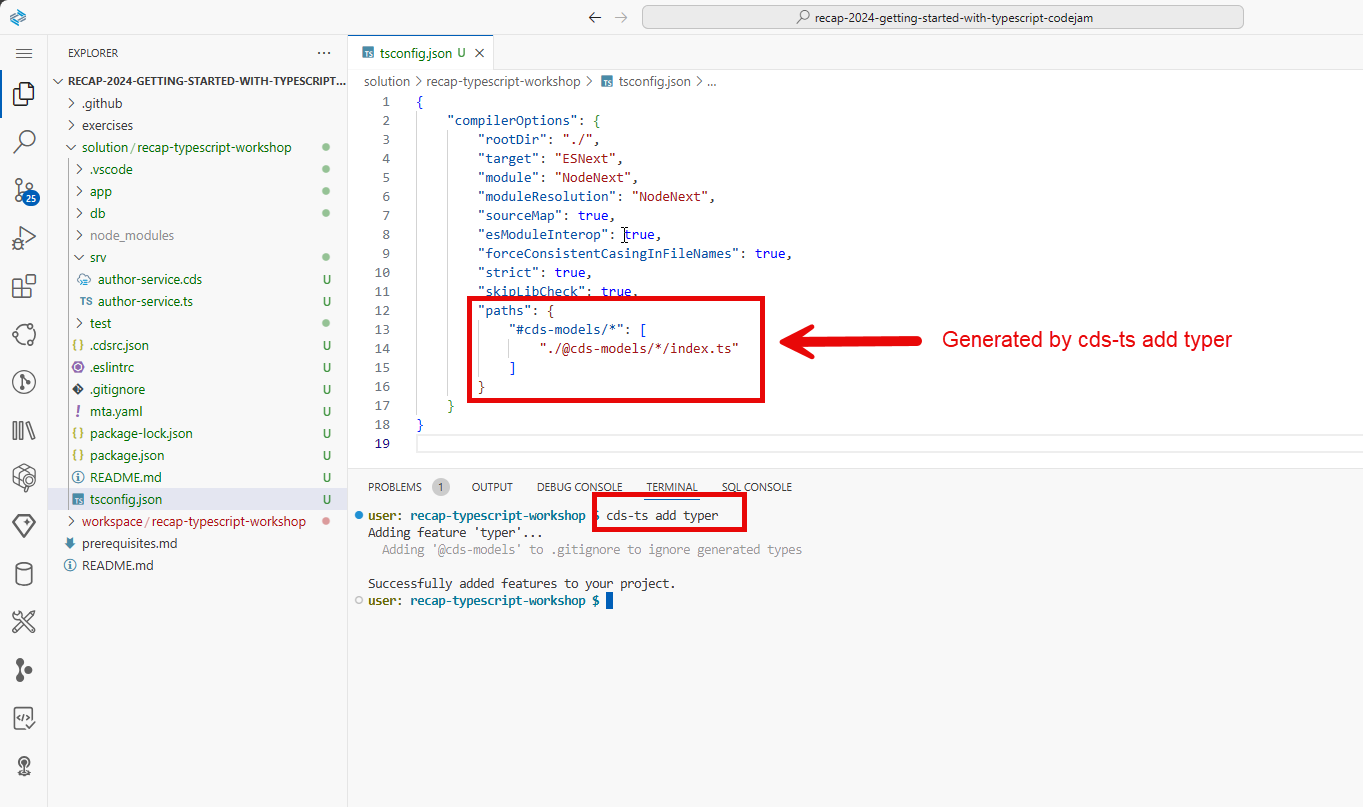 recap-2024-getting-started-with-typescript-codejam
EXPLORER
RECAP-2024-GETTING-STARTED-WITH-TYPESCRIPT...
.github
exercises
solution / recap-typescript-workshop
.vscode
app
db
node_modules
srv
author-service.cds U
TS author-service.ts U
test
{} .cdsrc.json U
.eslintrc U
.gitignore U
! mta.yaml U
{} package-lock.json U
{} package.json U
README.md U
TS tsconfig.json U
workspace / recap-typescript-workshop
prerequisites.md
README.md
25
TS tsconfig.json U
solution > recap-typescript-workshop > TS tsconfig.json > ...
1 {
2 "compilerOptions": {
3 "rootDir": "./",
4 "target": "ESNext",
5 "module": "NodeNext",
6 "moduleResolution": "NodeNext",
7 "sourceMap": true,
8 "esModuleInterop": true,
9 "forceConsistentCasingInFileNames": true,
10 "strict": true,
11 "skipLibCheck": true,
12 "paths": {
13 "#cds-models/*": [
14 "./@cds-models/*/index.ts"
15 ]
16 }
17 }
18 }
19
Generated by cds-ts add typer
PROBLEMS 1 OUTPUT DEBUG CONSOLE TERMINAL SQL CONSOLE
user: recap-typescript-workshop $ cds-ts add typer
Adding feature 'typer'...
Adding '@cds-models' to .gitignore to ignore generated types
Successfully added features to your project.
user: recap-typescript-workshop $